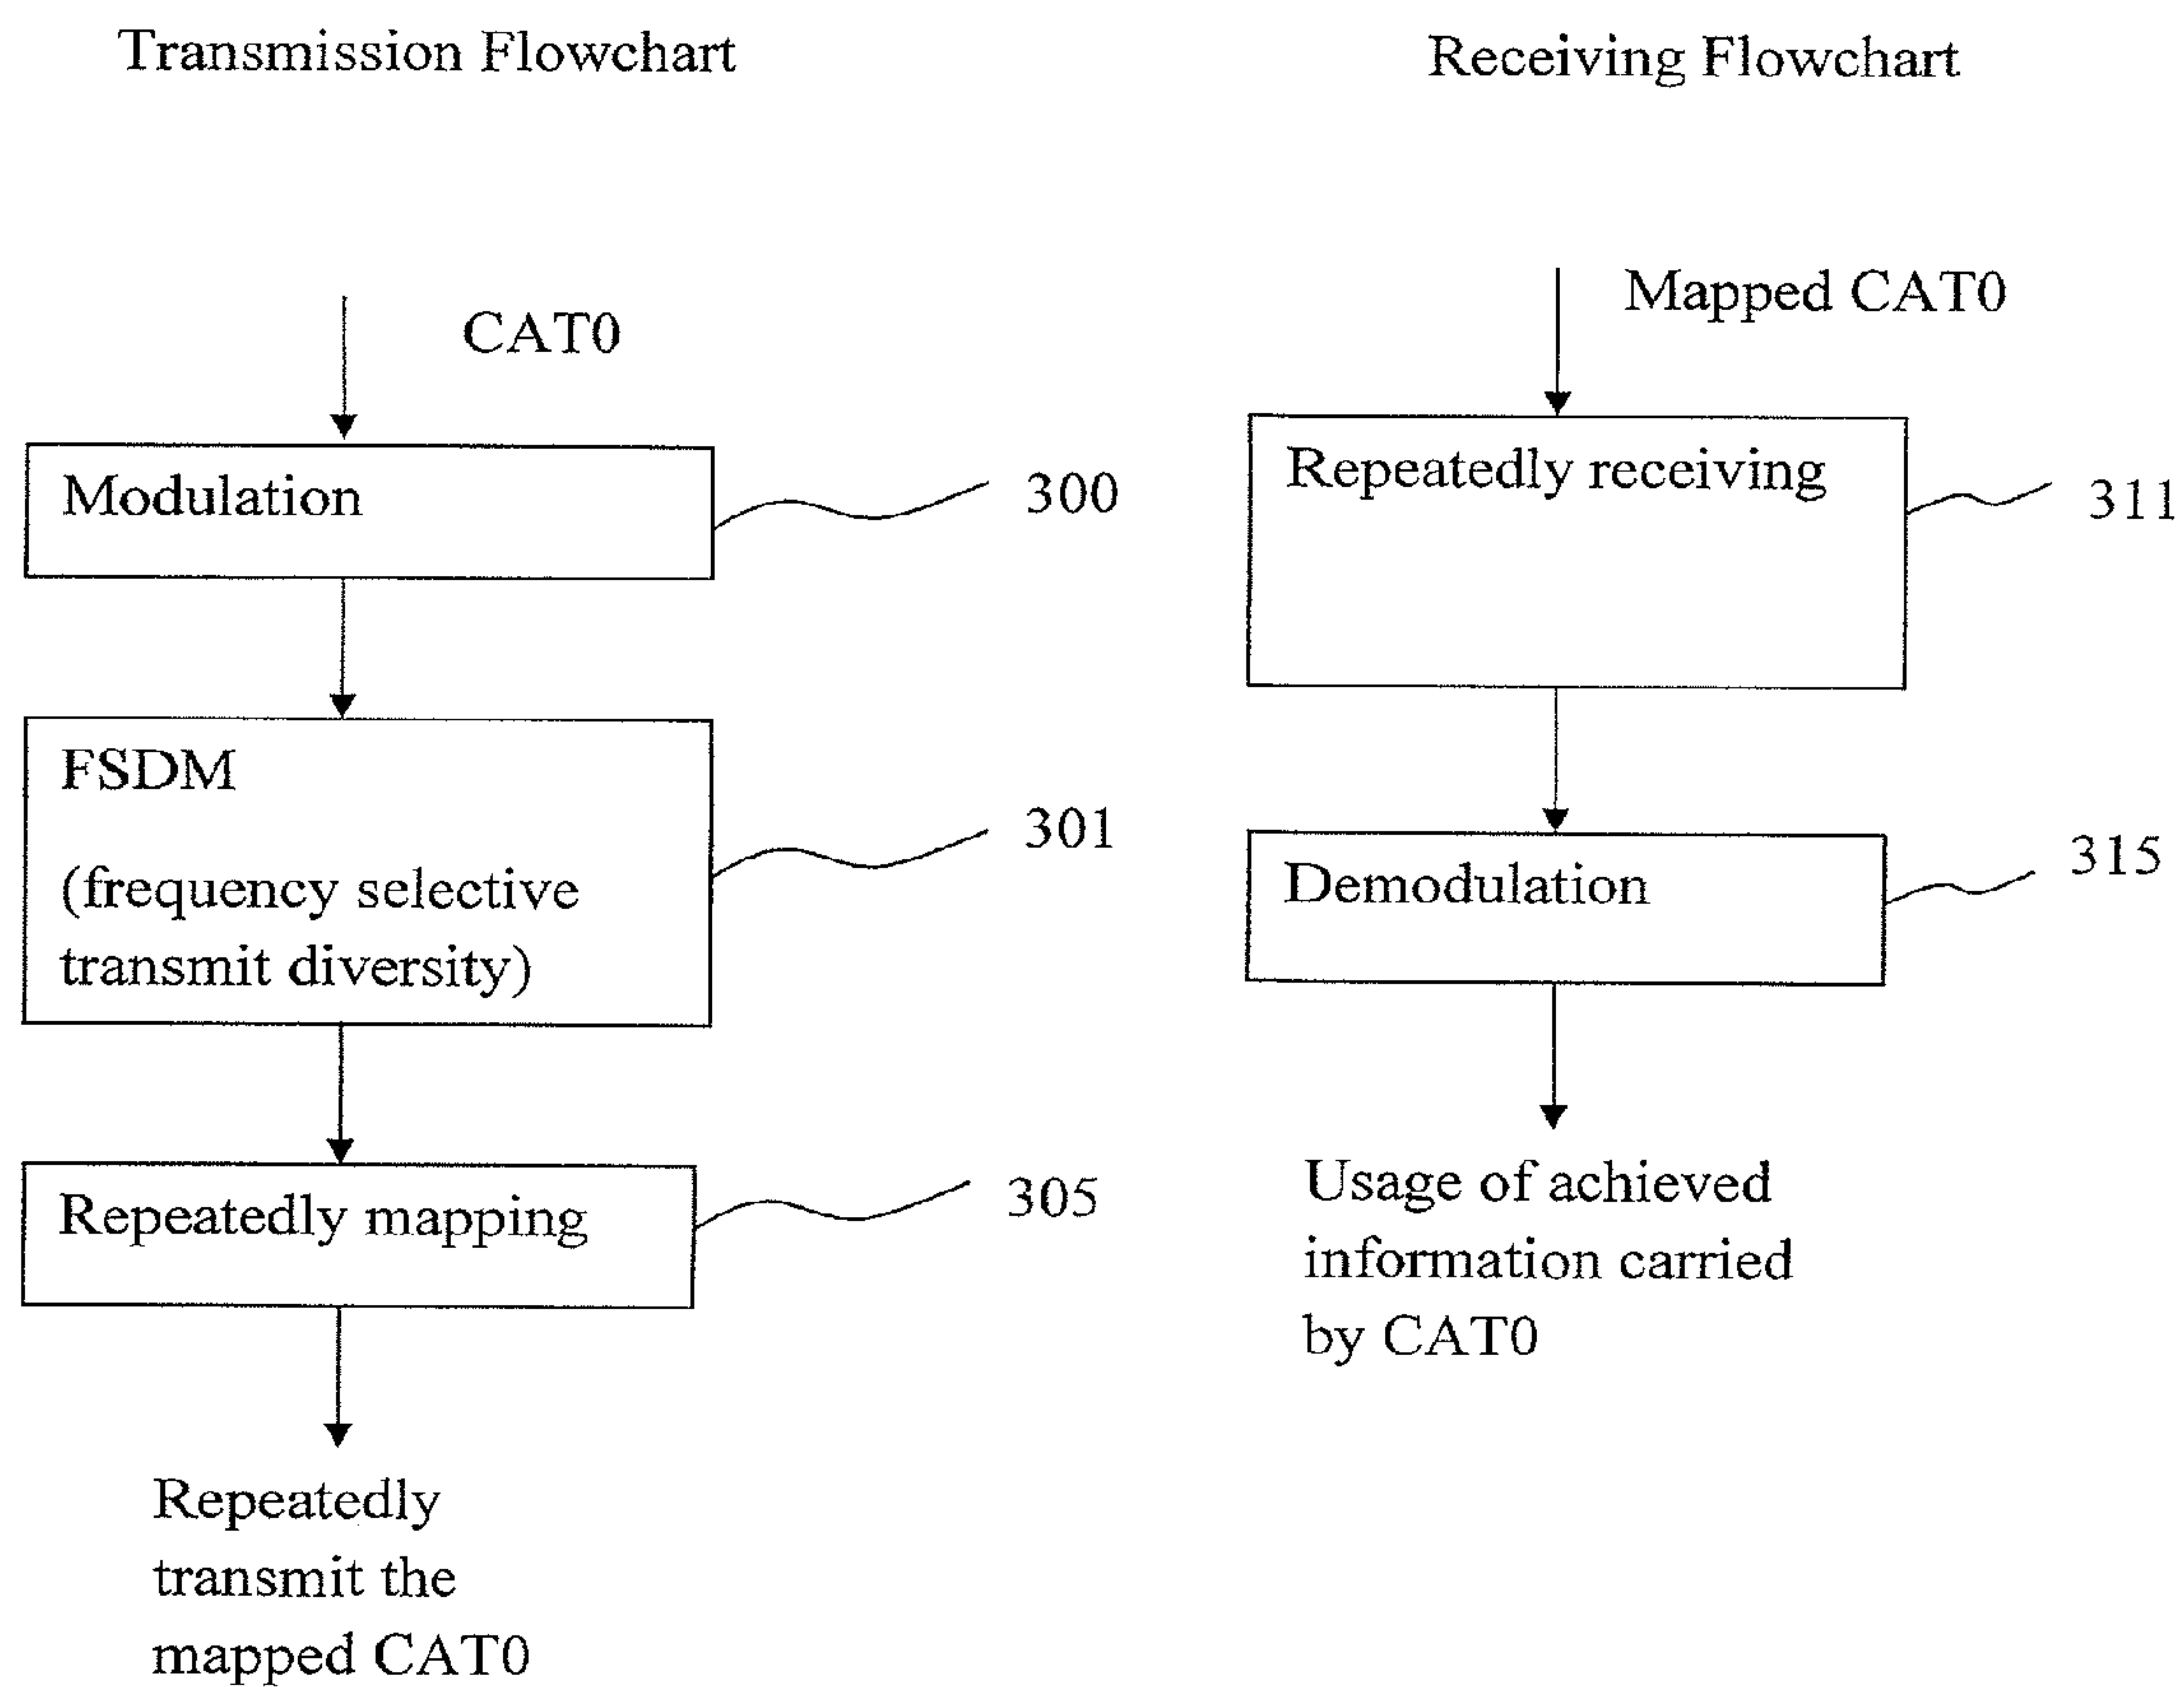 Transmission Flowchart
CAT0
Modulation
300
FSDM
(frequency selective
transmit diversity)
301
Repeatedly mapping
305
Repeatedly
transmit the
mapped CAT0
Receiving Flowchart
Mapped CAT0
Repeatedly receiving
311
Demodulation
315
Usage of achieved
information carried
by CAT0